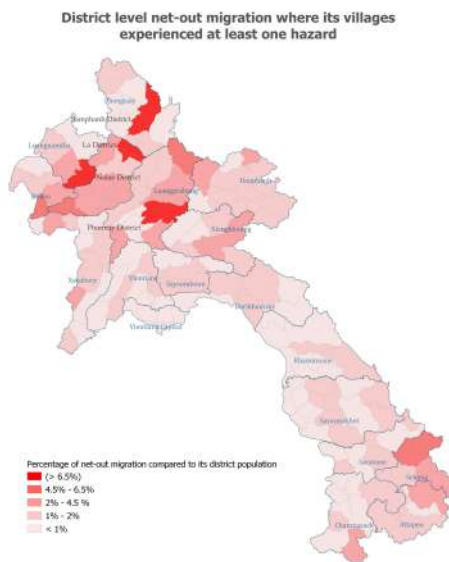 District level net-out migration where its villages
experienced at least one hazard
Phongsaly
Samphanh District
Luangnamtha
La District
Bokeo
Nalae District
Luangprabang
Huaphanh
Phonxay District
Xiengkhuang
Xayabury
Vientiane
Xaysomboun
Vientiane Capital
Borikhamxay
Khammouane
Savannakhet
Saravane
Sekong
Champasack
Attapeu
Percentage of net-out migration compared to its district population
(> 6.5%)
4.5% - 6.5%
2% - 4.5 %
1% - 2%
< 1%